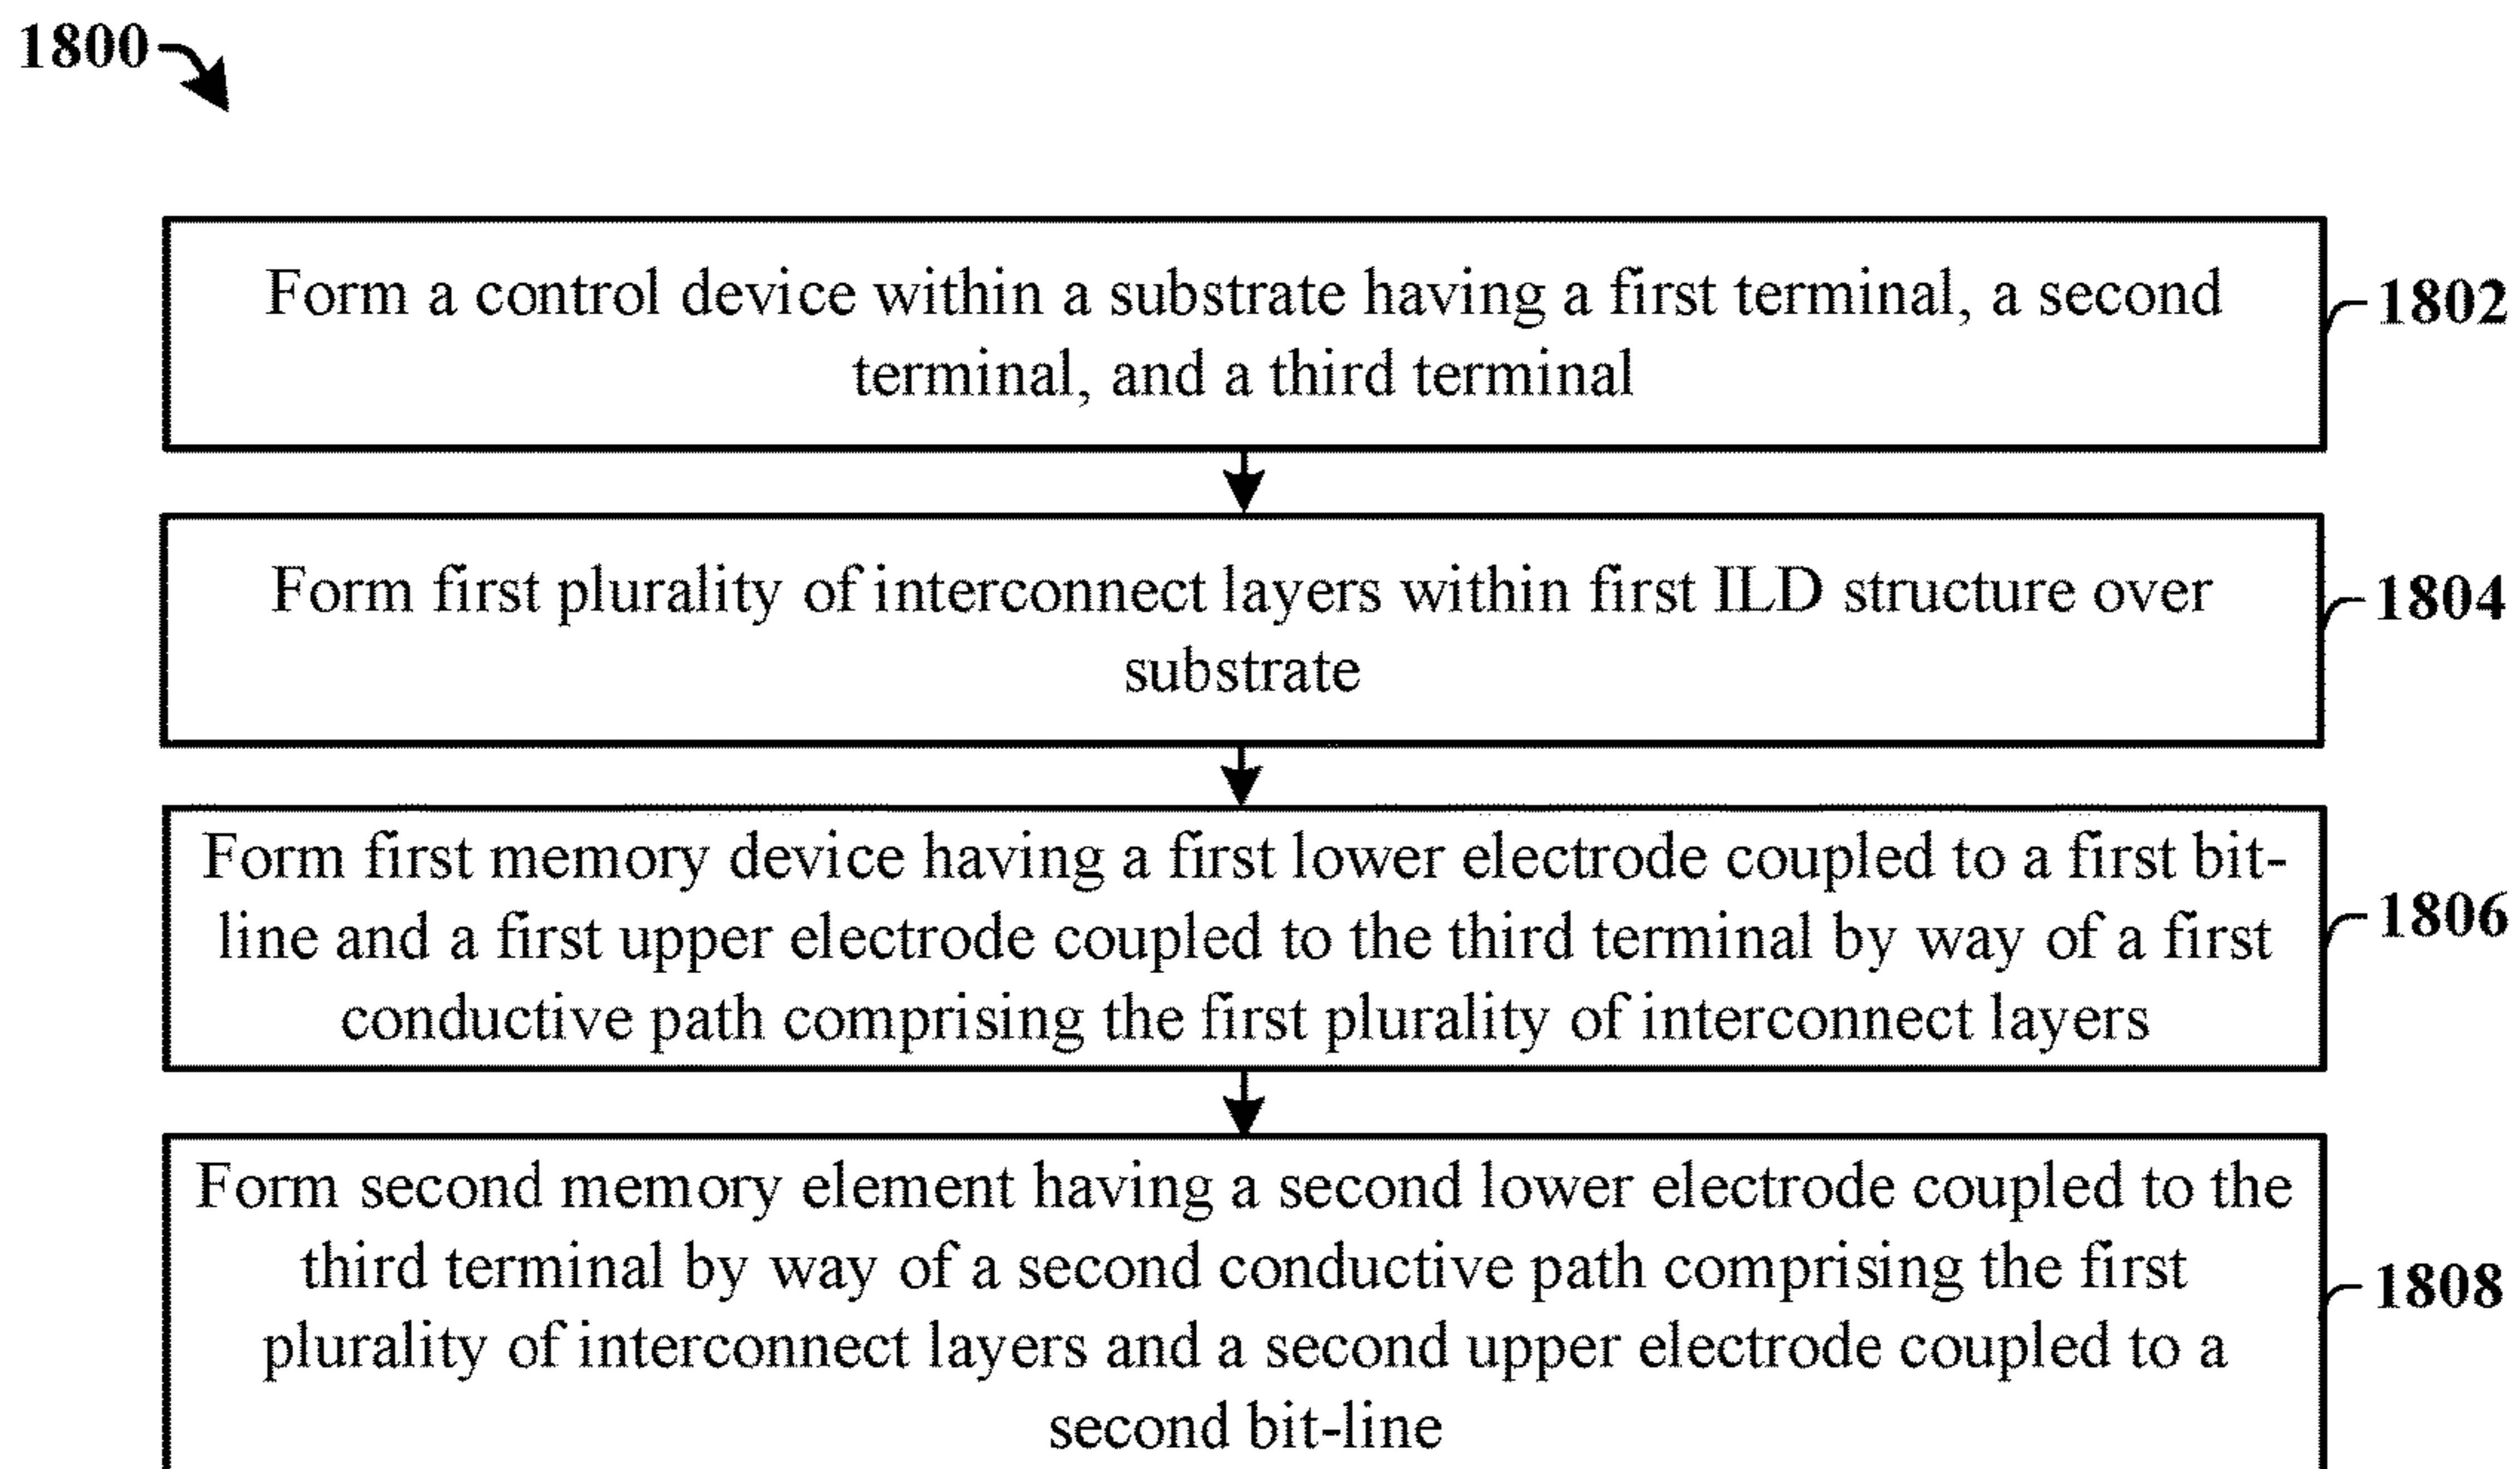 1800
Form a control device within a substrate having a first terminal, a second
terminal, and a third terminal
1802
Form first plurality of interconnect layers within first ILD structure over
substrate
1804
Form first memory device having a first lower electrode coupled to a first bit-
line and a first upper electrode coupled to the third terminal by way of a first
conductive path comprising the first plurality of interconnect layers
1806
Form second memory element having a second lower electrode coupled to the
third terminal by way of a second conductive path comprising the first
plurality of interconnect layers and a second upper electrode coupled to a
second bit-line
1808